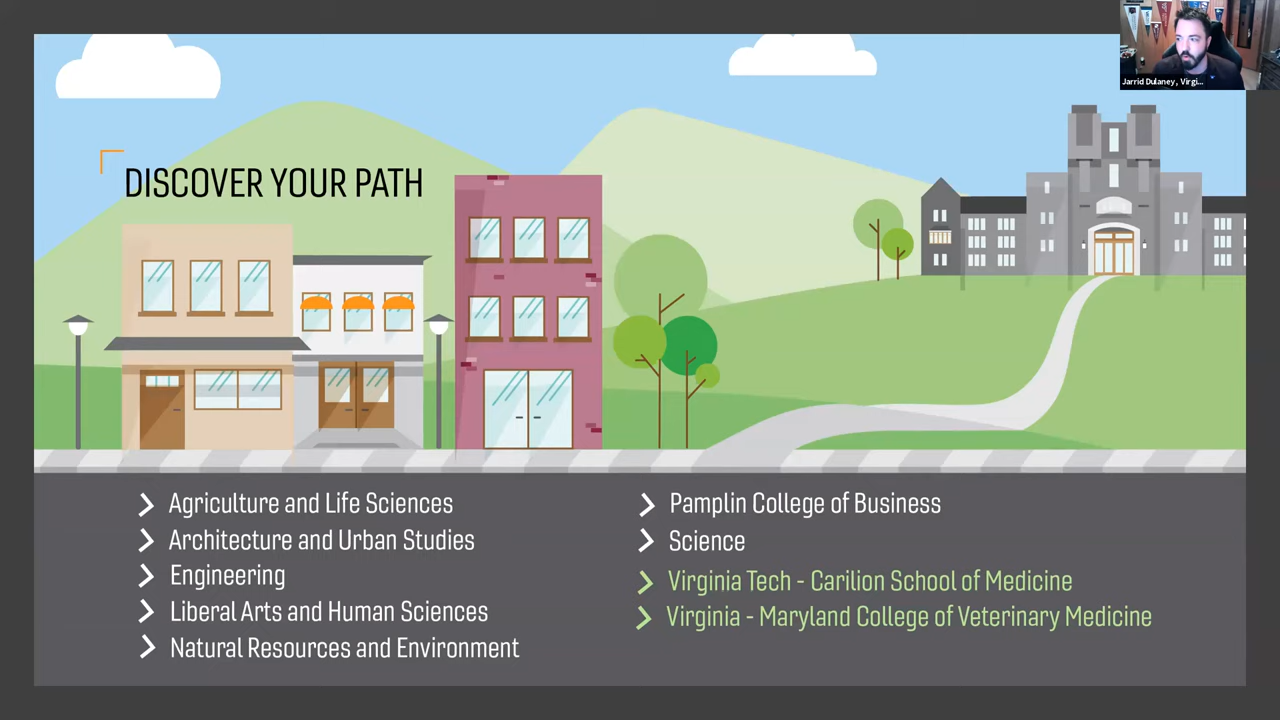 Jarrid Dulaney, Virgi...
DISCOVER YOUR PATH
Agriculture and Life Sciences
Architecture and Urban Studies
Engineering
Liberal Arts and Human Sciences
Natural Resources and Environment
Pamplin College of Business
Science
Virginia Tech - Carilion School of Medicine
Virginia - Maryland College of Veterinary Medicine